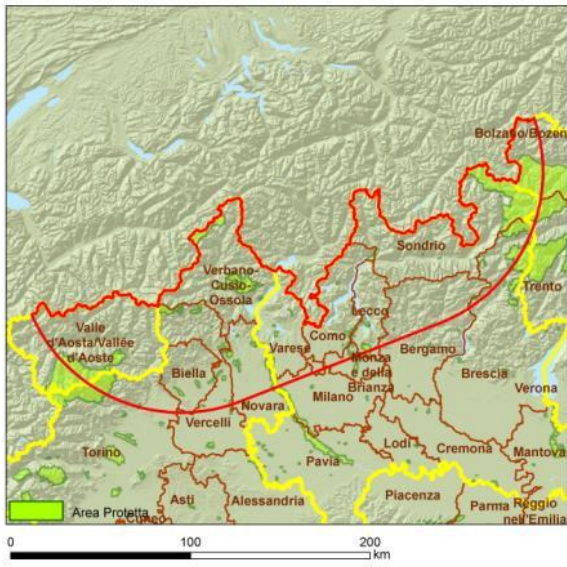 Bolzano/Bozen
Sondrio
Verbano-
Cusio-
Ossola
Trento
Lecco
Valle
d'Aosta/Vallée
d'Aoste
Como
Varese
Monza
e della
Brianza
Bergamo
Biella
Brescia
Verona
Milano
Novara
Vercelli
Lodi
Cremona
Mantova
Torino
Pavia
Asti
Alessandria
Piacenza
Parma
Reggio
nell'Emilia
Cuneo
Area Protetta
0 100 200
km